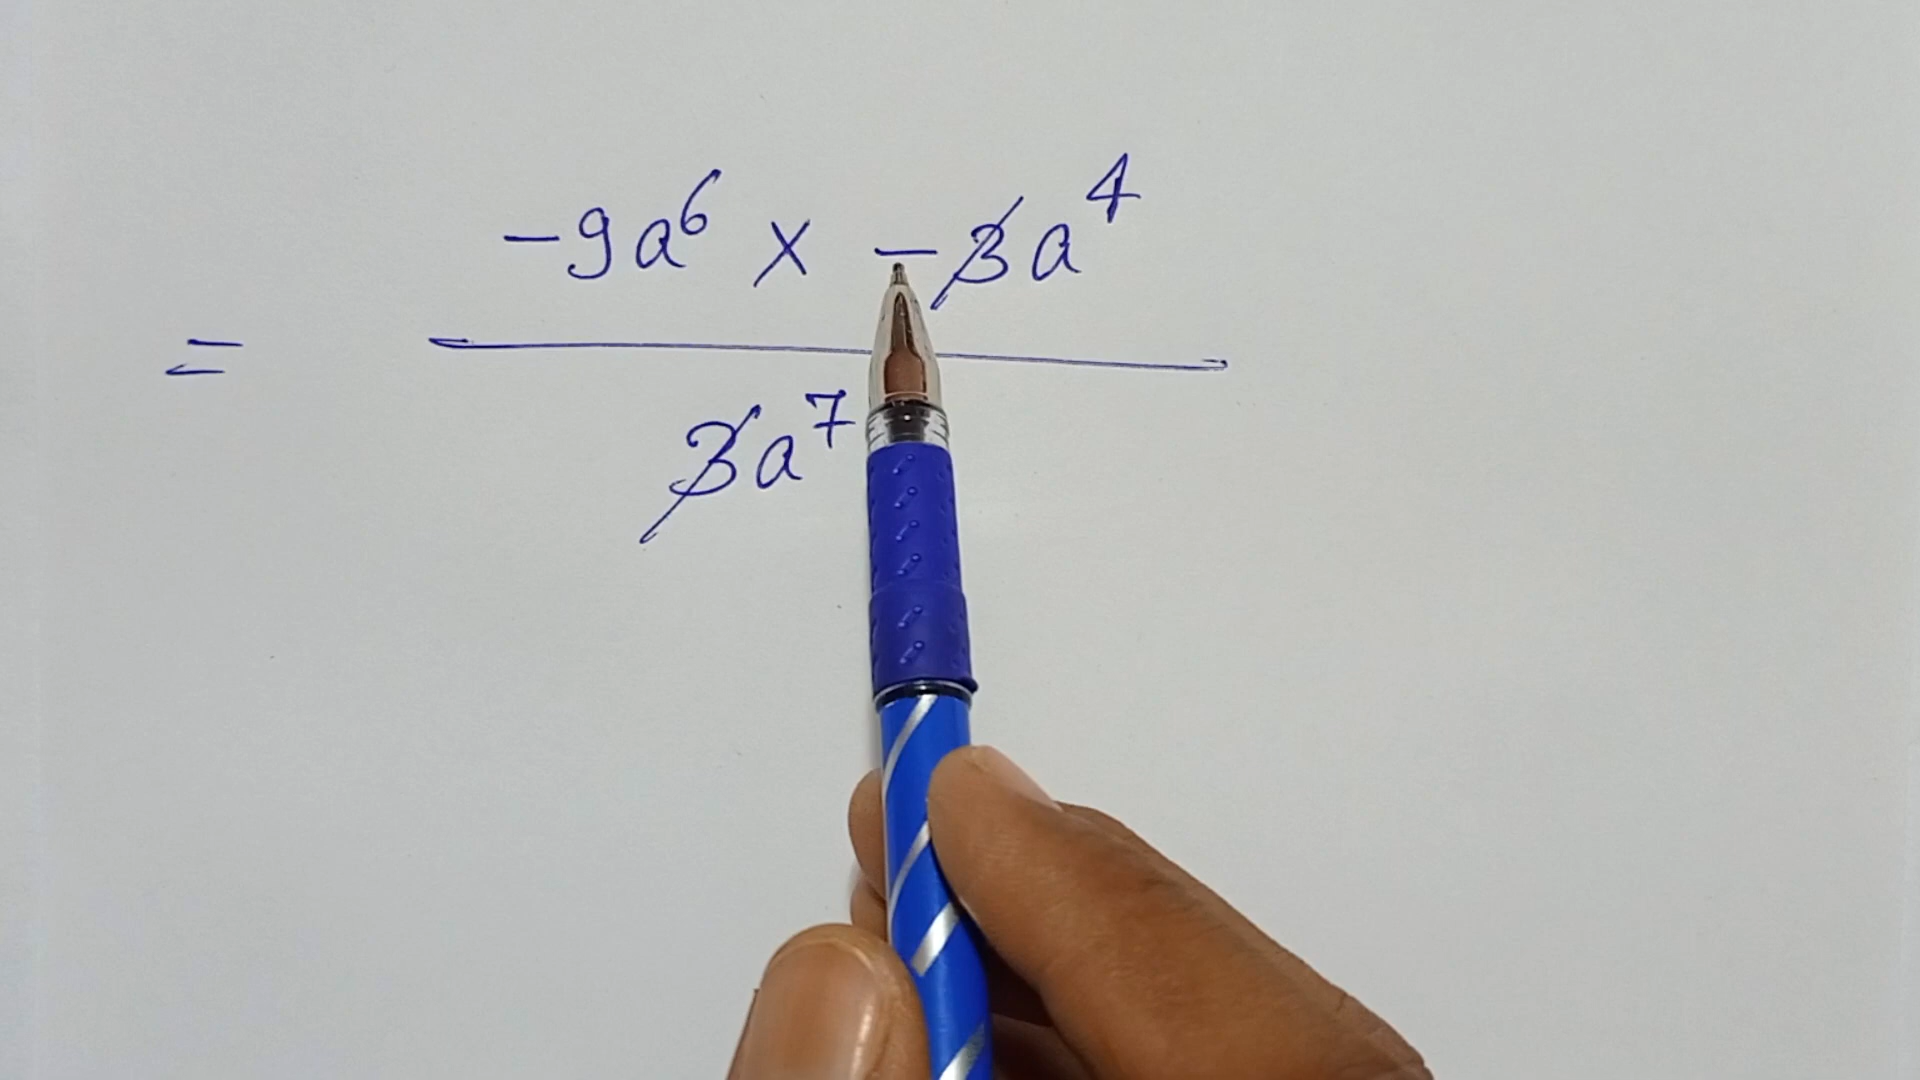 -9a⁶ × -3a⁴
=
3a⁷